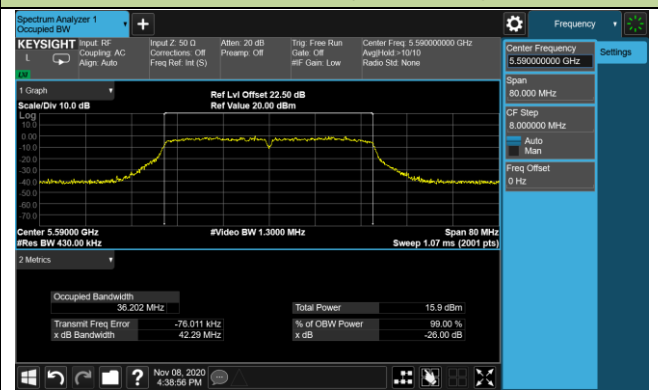 Spectrum Analyzer 1
Occupied BW
Frequency
KEYSIGHT
L
Input: RF
Coupling: AC
Align: Auto
Input Z: 50 Ω
Corrections: Off
Freq Ref: Int (S)
Atten: 20 dB
Preamp: Off
Trig: Free Run
Gate: Off
#IF Gain: Low
Center Freq: 5.590000000 GHz
Avg|Hold:>10/10
Radio Std: None
Center Frequency
5.590000000 GHz
Settings
Span
80.000 MHz
CF Step
8.000000 MHz
Auto
Man
Freq Offset
0 Hz
1 Graph
Scale/Div 10.0 dB
Ref Lvl Offset 22.50 dB
Ref Value 20.00 dBm
Log
10.0
0.00
-10.0
-20.0
-30.0
-40.0
-50.0
-60.0
-70.0
Center 5.59000 GHz
#Res BW 430.00 kHz
#Video BW 1.3000 MHz
Span 80 MHz
Sweep 1.07 ms (2001 pts)
2 Metrics
Occupied Bandwidth
36.202 MHz
Total Power 15.9 dBm
Transmit Freq Error -76.011 kHz
% of OBW Power 99.00 %
x dB Bandwidth 42.29 MHz
x dB -26.00 dB
?
Nov 08, 2020
4:38:56 PM